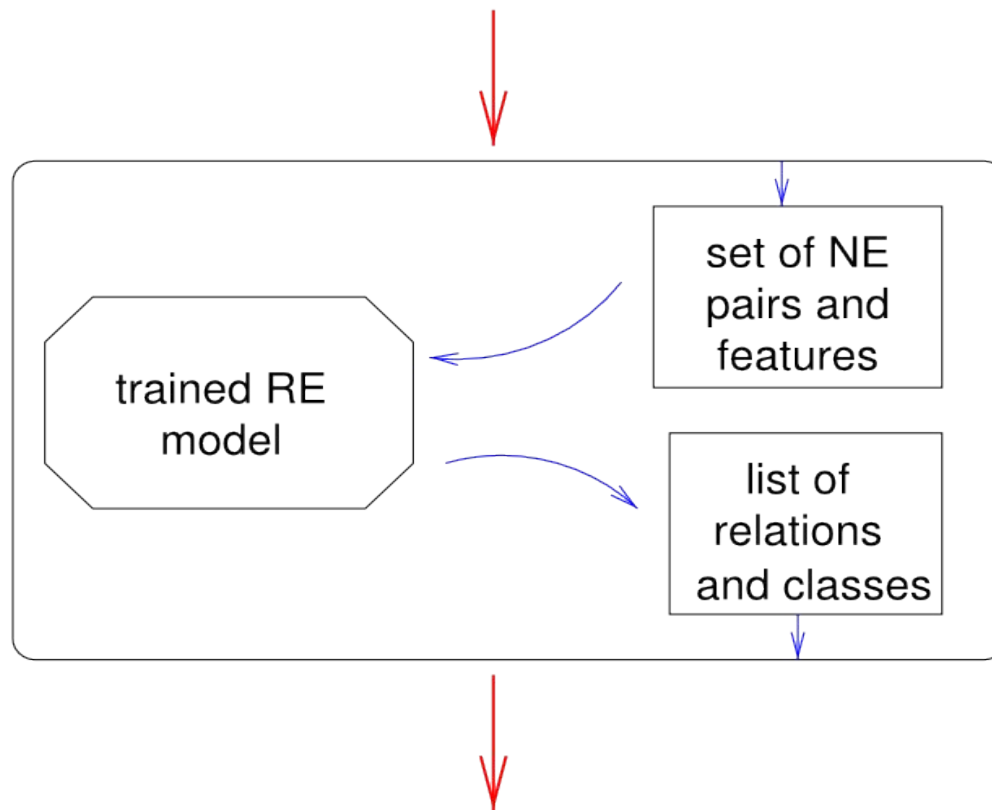 set of NE
pairs and
features
trained RE
model
list of
relations
and classes